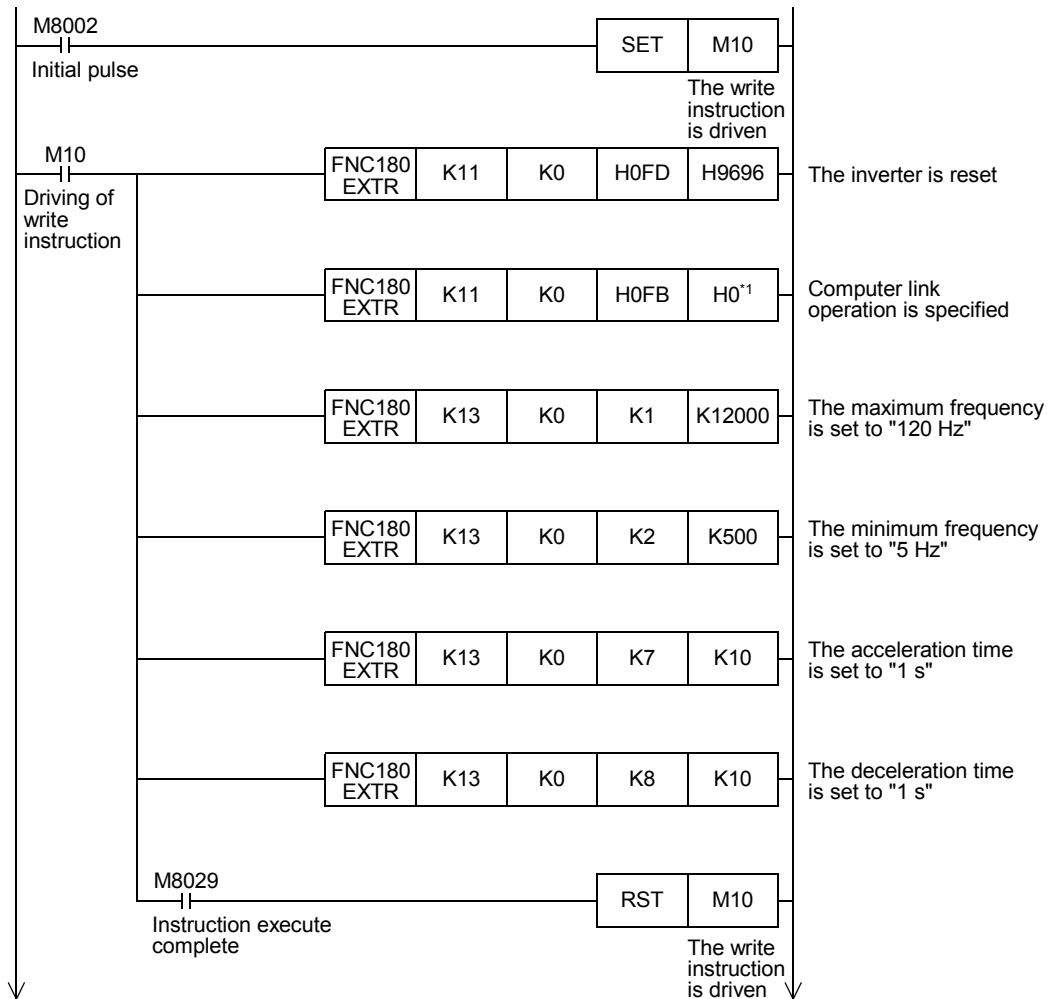 M8002
SET M10
Initial pulse
The write
instruction
is driven
M10
FNC180 EXTR K11 K0 H0FD H9696 The inverter is reset
Driving of
write
instruction
FNC180 EXTR K11 K0 H0FB H0*1 Computer link
operation is specified
FNC180 EXTR K13 K0 K1 K12000 The maximum frequency
is set to "120 Hz"
FNC180 EXTR K13 K0 K2 K500 The minimum frequency
is set to "5 Hz"
FNC180 EXTR K13 K0 K7 K10 The acceleration time
is set to "1 s"
FNC180 EXTR K13 K0 K8 K10 The deceleration time
is set to "1 s"
M8029
RST M10
Instruction execute
complete
The write
instruction
is driven